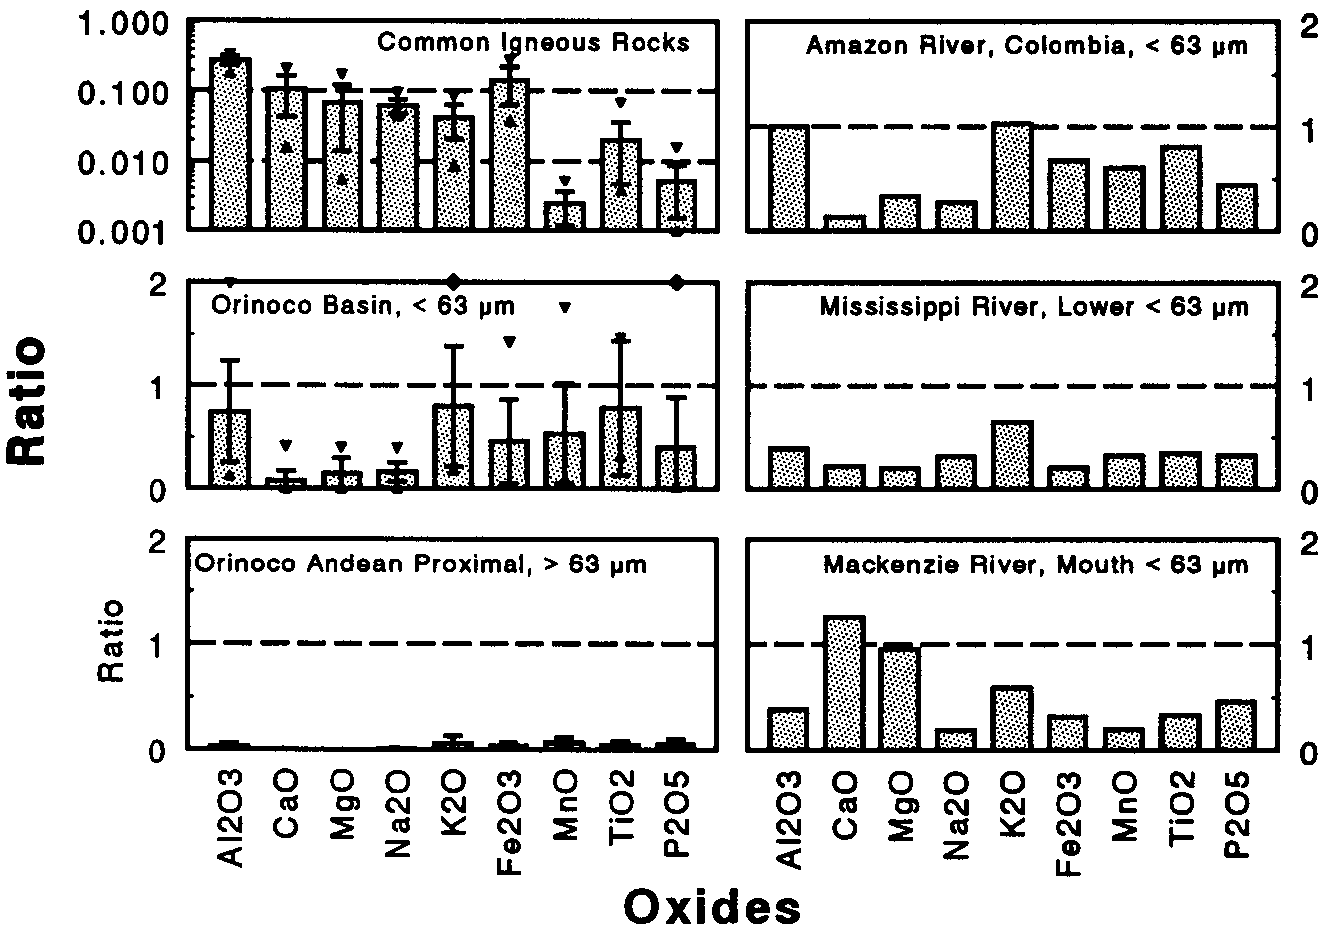 1.000
0.100
0.010
0.001
Common Igneous Rocks
Amazon River, Colombia, < 63 µm
2
1
0
Ratio
2
1
0
Orinoco Basin, < 63 µm
Mississippi River, Lower < 63 µm
2
1
0
Ratio
2
1
0
Orinoco Andean Proximal, > 63 µm
Mackenzie River, Mouth < 63 µm
2
1
0
Al2O3
CaO
MgO
Na2O
K2O
Fe2O3
MnO
TiO2
P2O5
Al2O3
CaO
MgO
Na2O
K2O
Fe2O3
MnO
TiO2
P2O5
Oxides